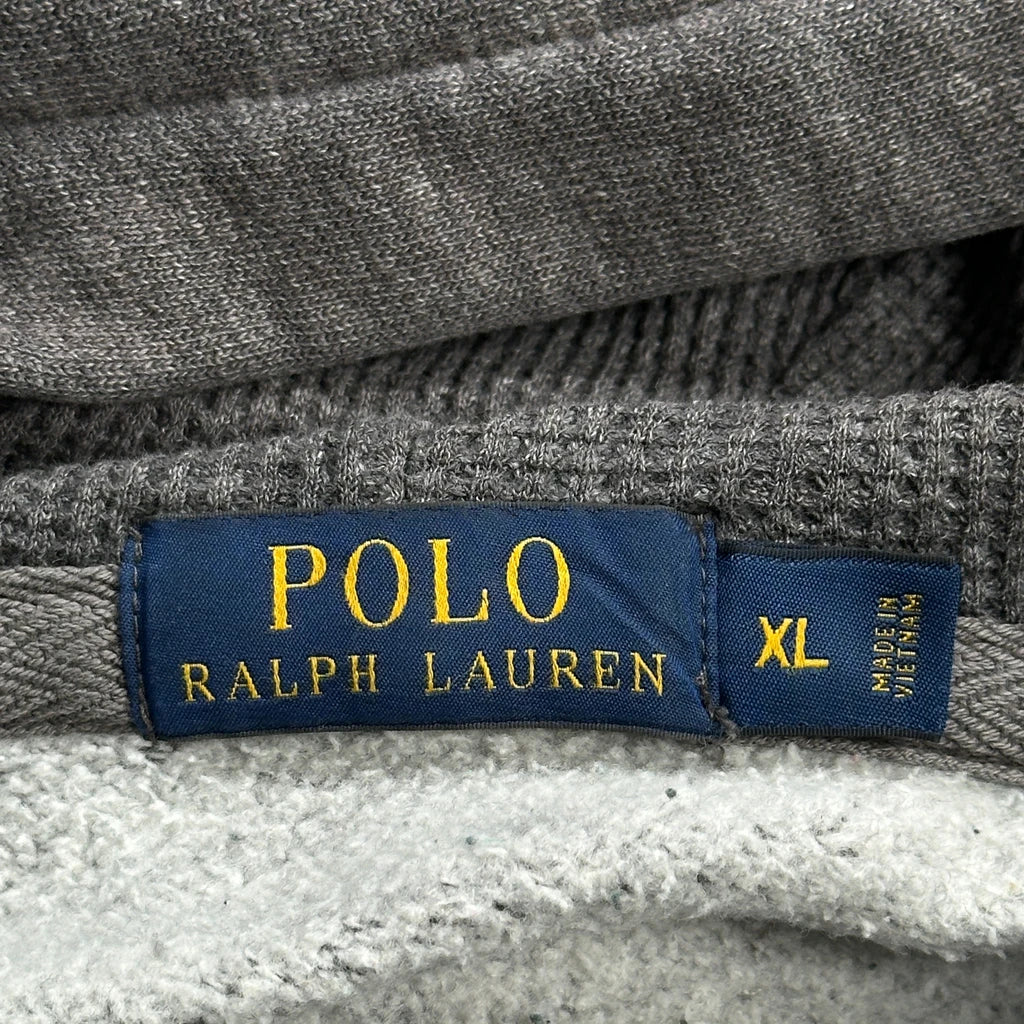 POLO
RALPH LAUREN
XL
MADE IN
VIETNAM